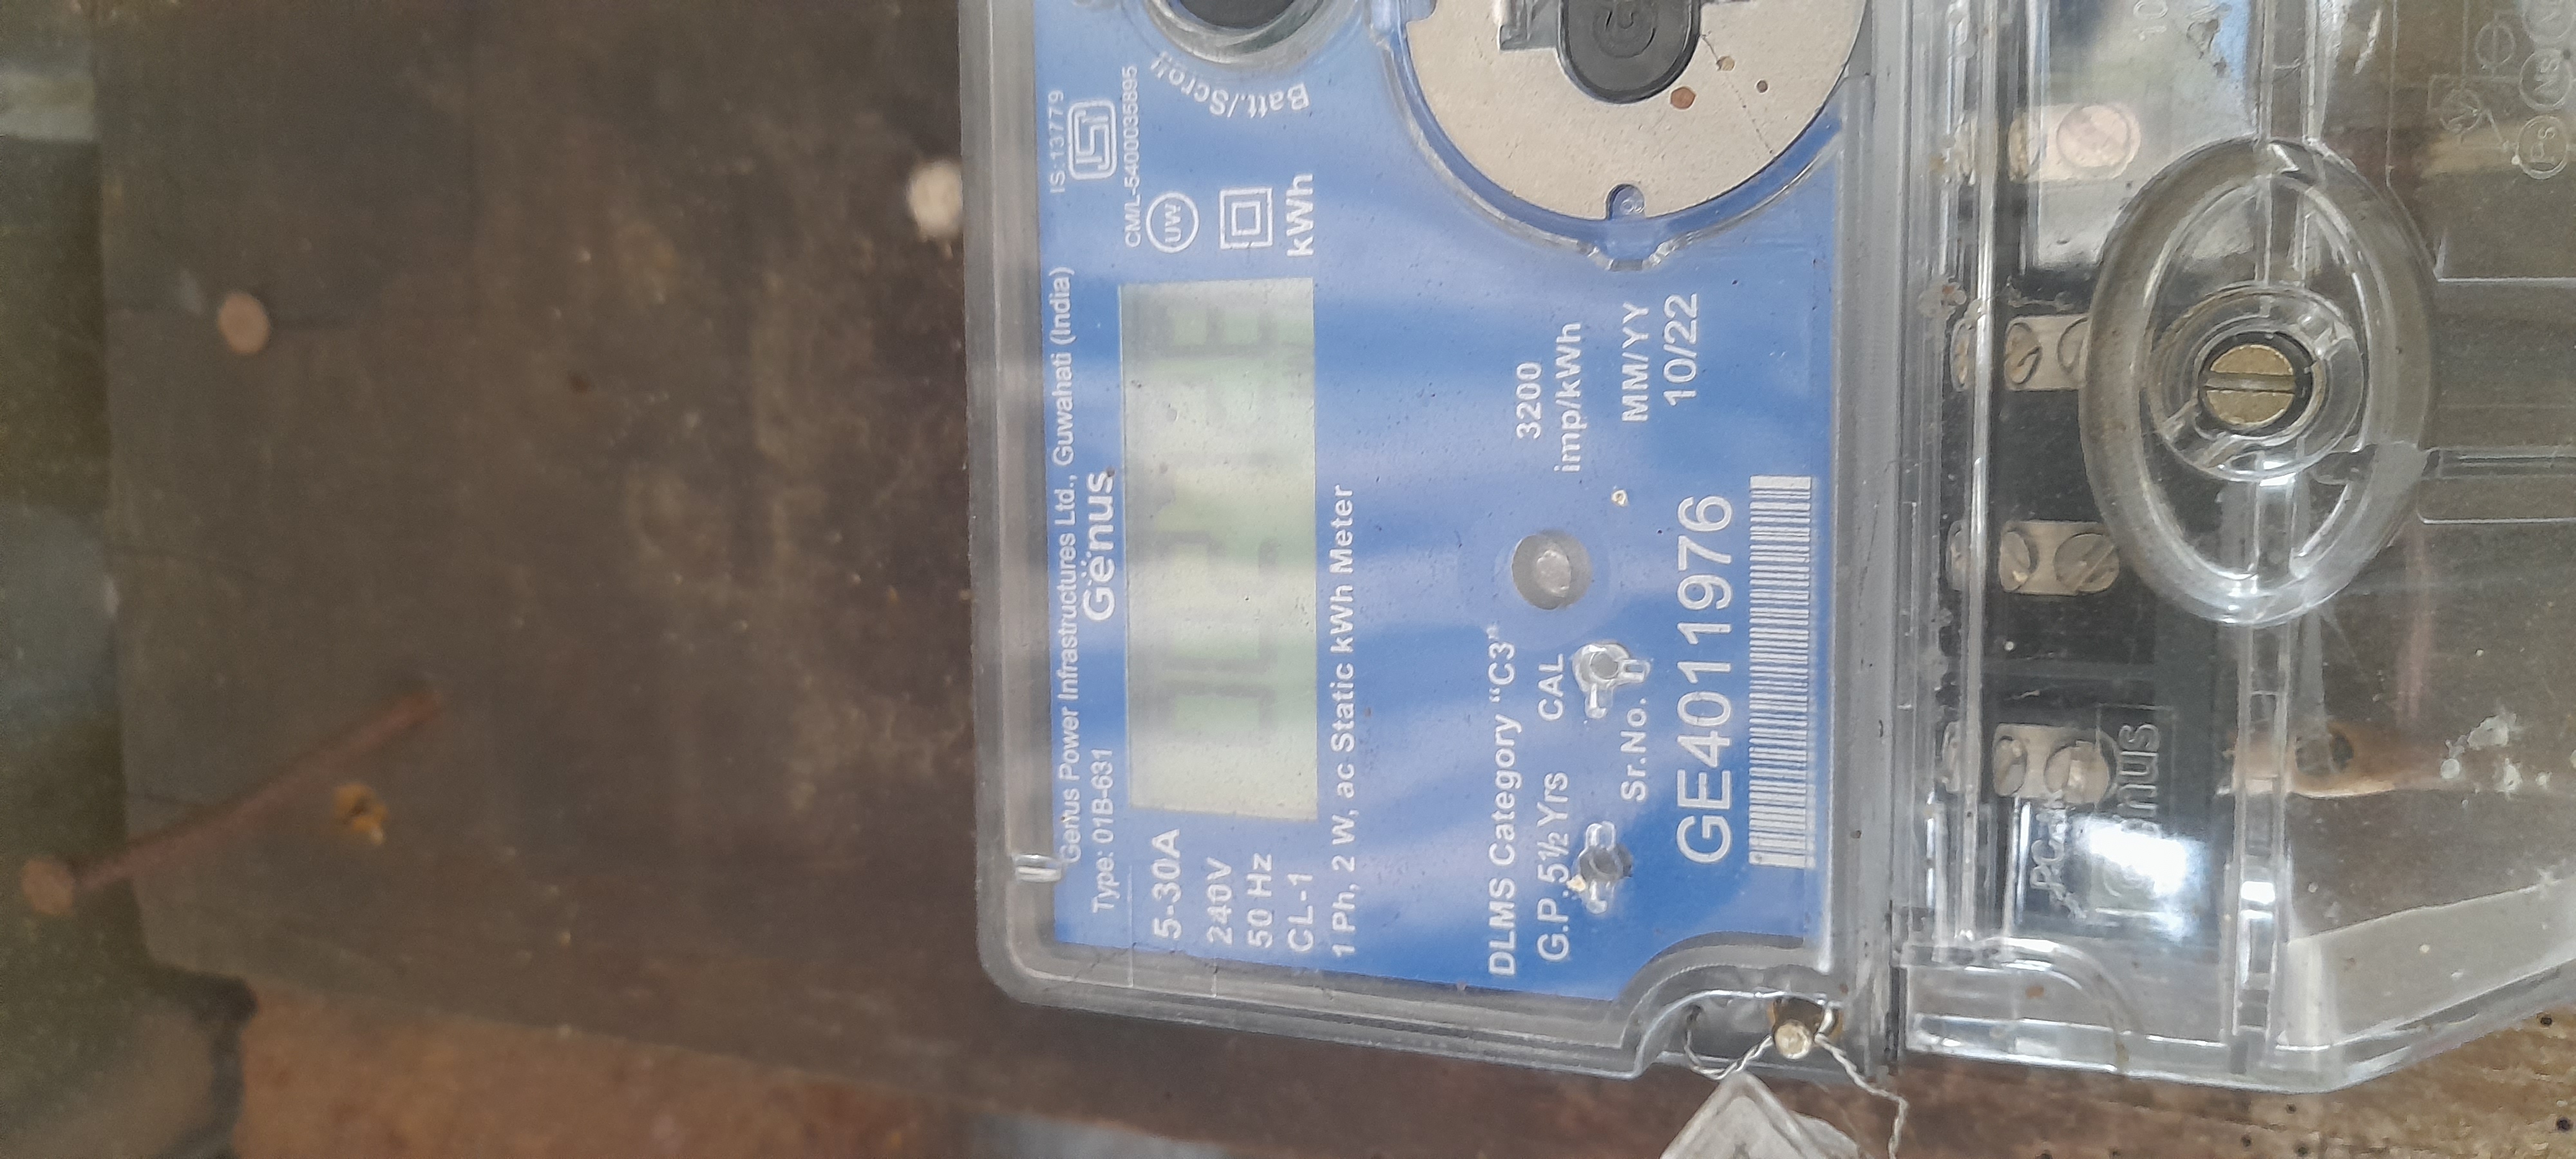 IS:13779
CM/L-5400035895
Batt./Scroll
UW
Genus Power Infrastructures Ltd., Guwahati (India)
Type: 01B-631
Genus
5-30A
240V
50 Hz
CL-1
kWh
1 Ph, 2 W, ac Static kWh Meter
3200
imp/kWh
DLMS Category "C3"
G.P. 5½ Yrs
CAL
MM/YY
10/22
Sr.No.
GE4011976